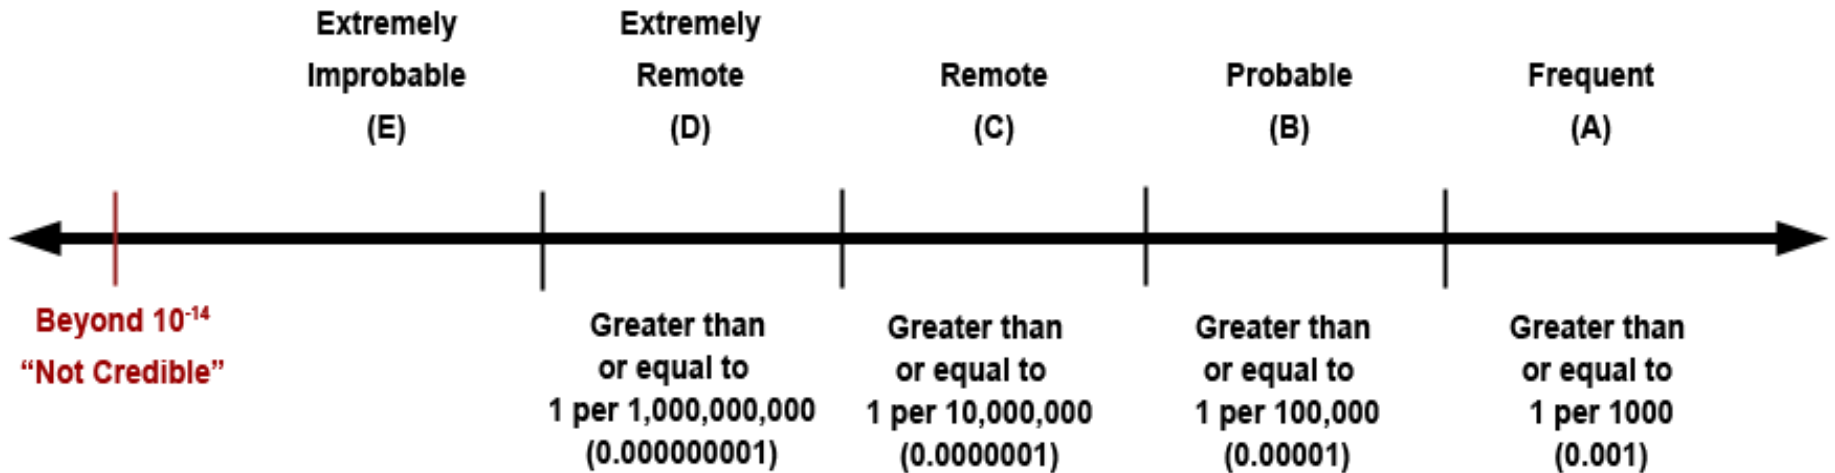 Extremely
Improbable
(E)
Extremely
Remote
(D)
Remote
(C)
Probable
(B)
Frequent
(A)
Beyond 10⁻¹⁴
“Not Credible”
Greater than
or equal to
1 per 1,000,000,000
(0.000000001)
Greater than
or equal to
1 per 10,000,000
(0.0000001)
Greater than
or equal to
1 per 100,000
(0.00001)
Greater than
or equal to
1 per 1000
(0.001)